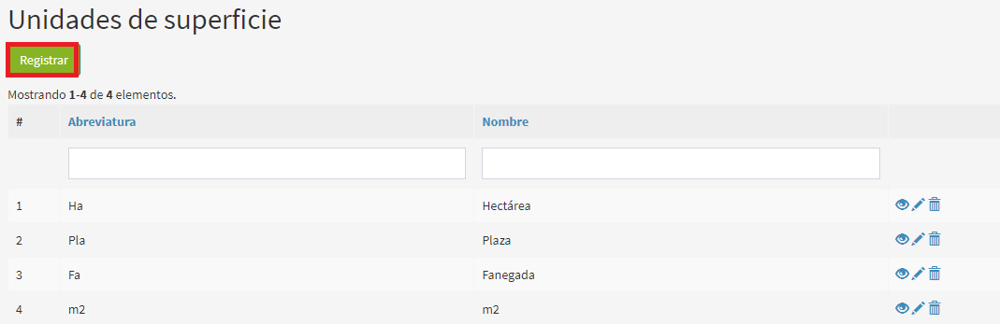 Unidades de superficie
Registrar
Mostrando 1-4 de 4 elementos.
# Abreviatura Nombre
1 Ha Hectárea
2 Pla Plaza
3 Fa Fanegada
4 m2 m2